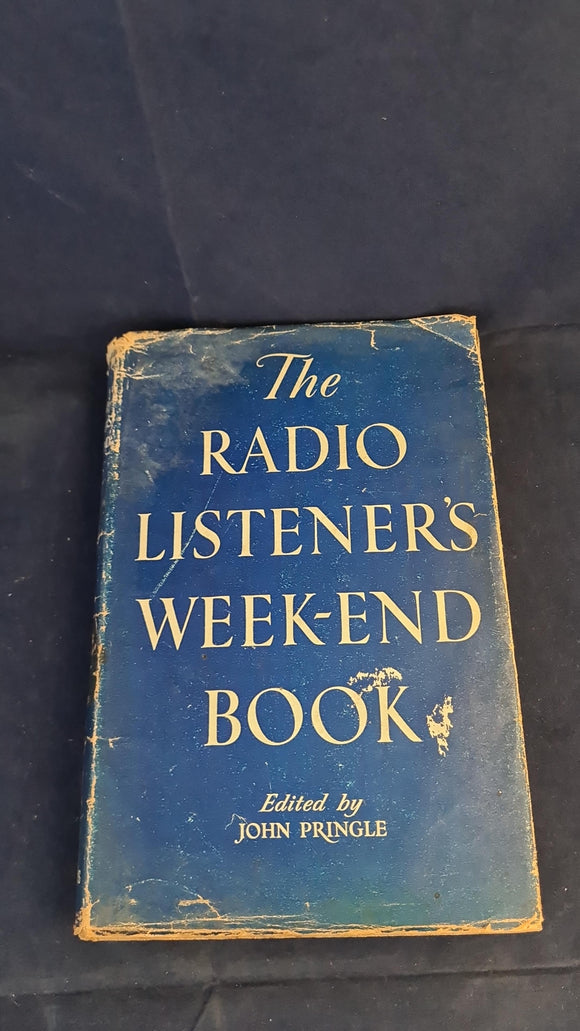 The
RADIO
LISTENER'S
WEEK-END
BOOK
Edited by
JOHN PRINGLE